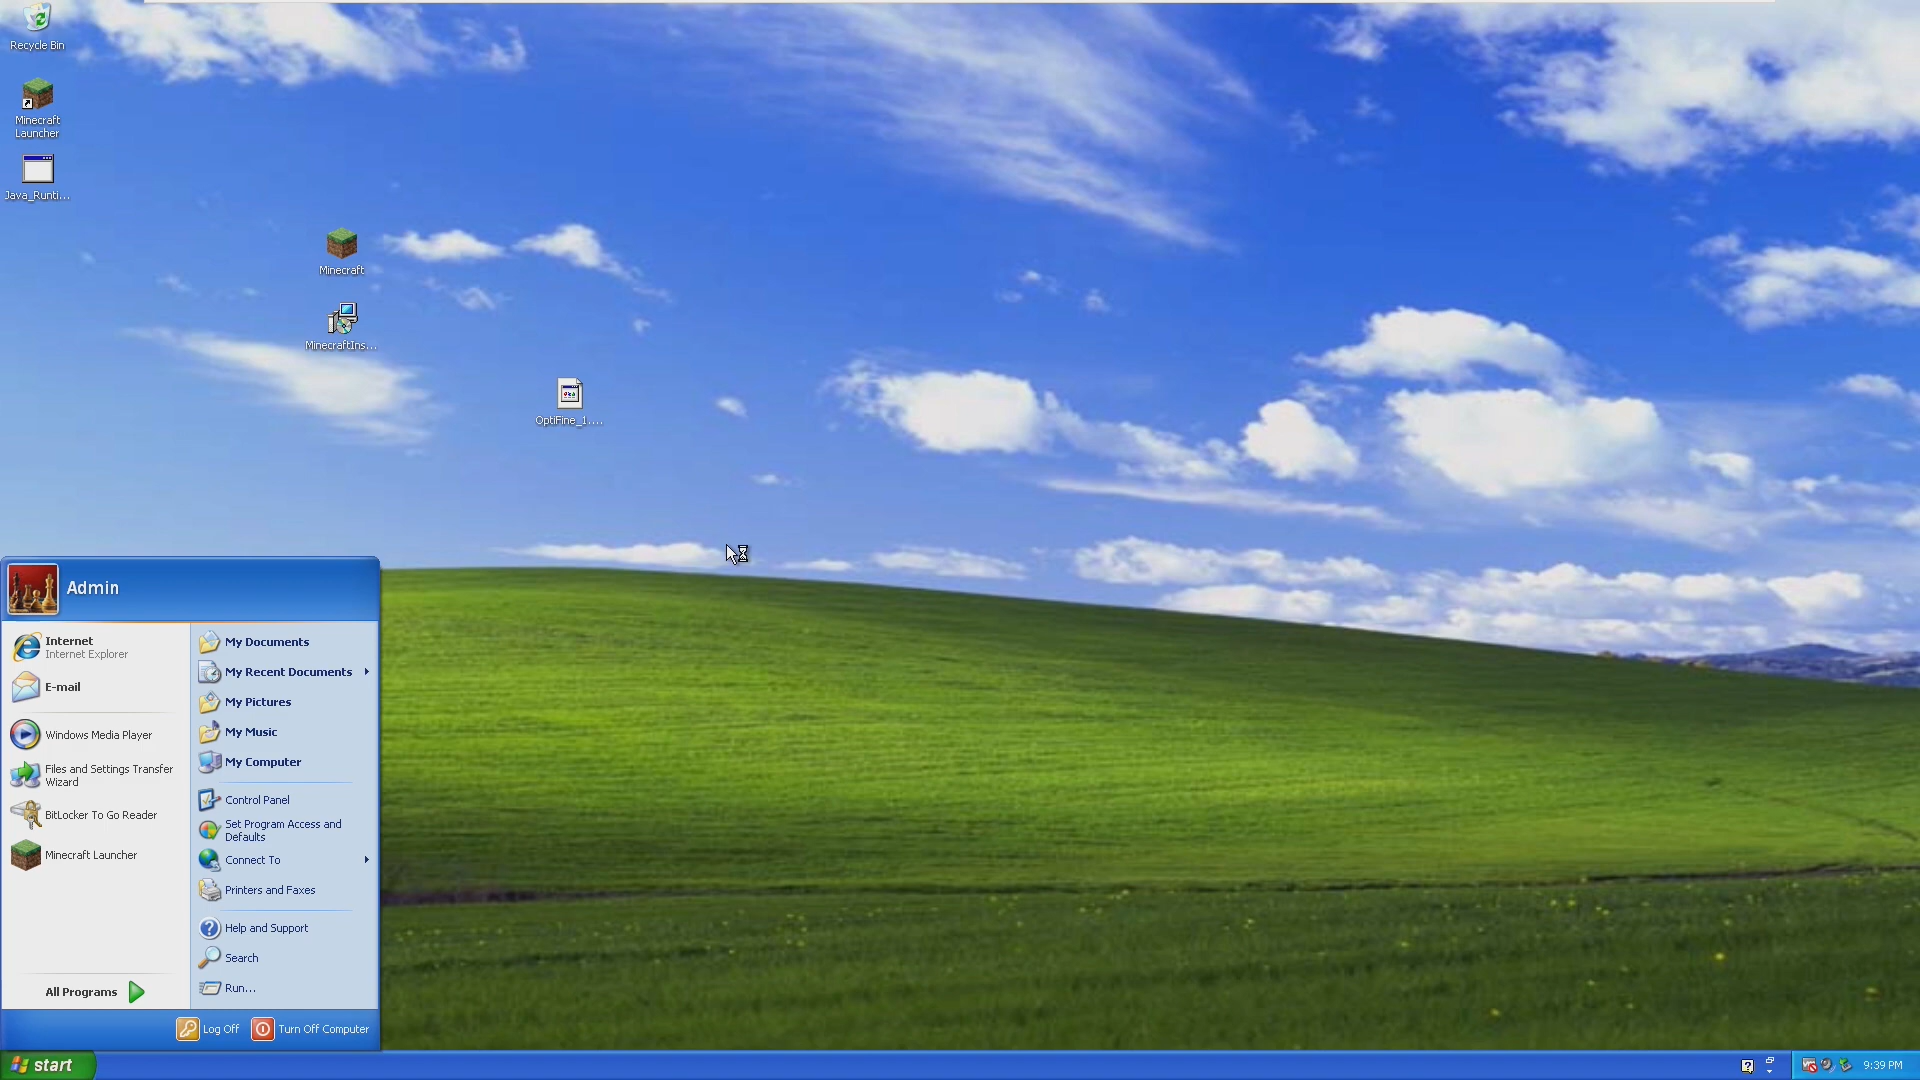 Recycle Bin
Minecraft
Launcher
Java_Runti...
Minecraft
MinecraftIns...
OptiFine_1....
Admin
Internet
Internet Explorer
E-mail
Windows Media Player
Files and Settings Transfer
Wizard
BitLocker To Go Reader
Minecraft Launcher
All Programs
My Documents
My Recent Documents
My Pictures
My Music
My Computer
Control Panel
Set Program Access and
Defaults
Connect To
Printers and Faxes
Help and Support
Search
Run...
Log Off
Turn Off Computer
start
9:39 PM